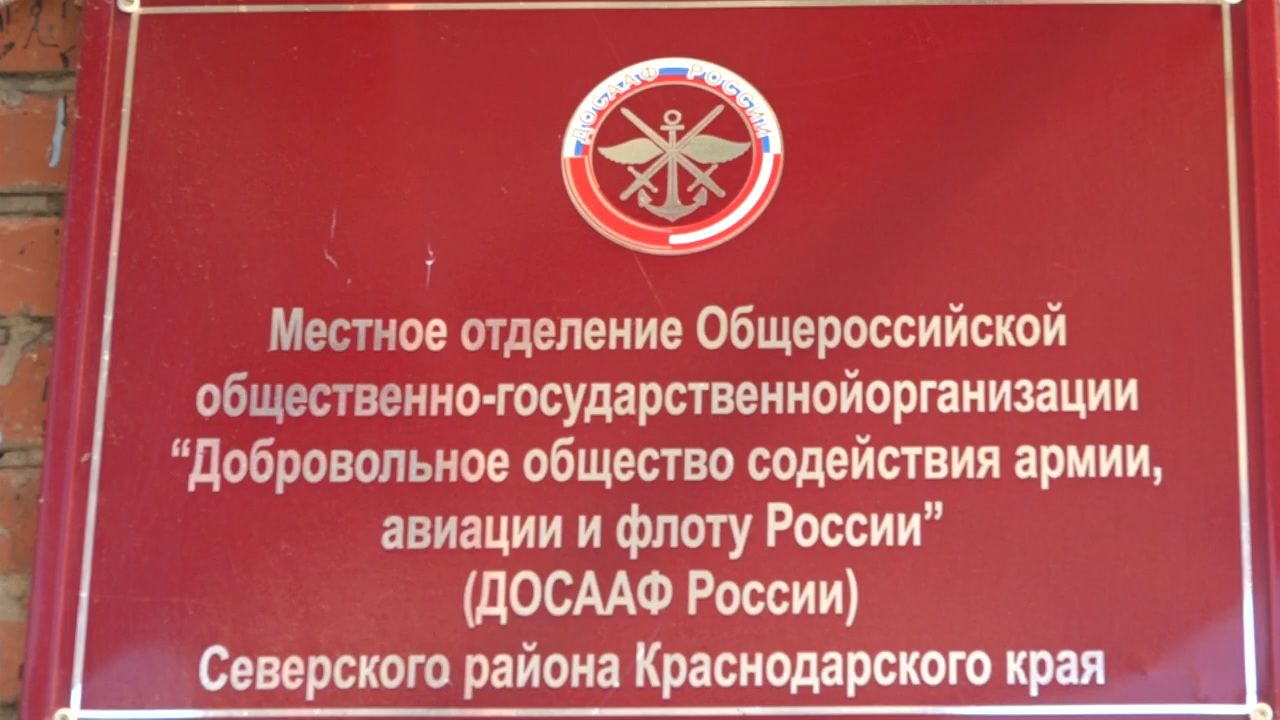 ДОСААФ РОССИИ
Местное отделение Общероссийской
общественно-государственнойорганизации
“Добровольное общество содействия армии,
авиации и флоту России”
(ДОСААФ России)
Северского района Краснодарского края